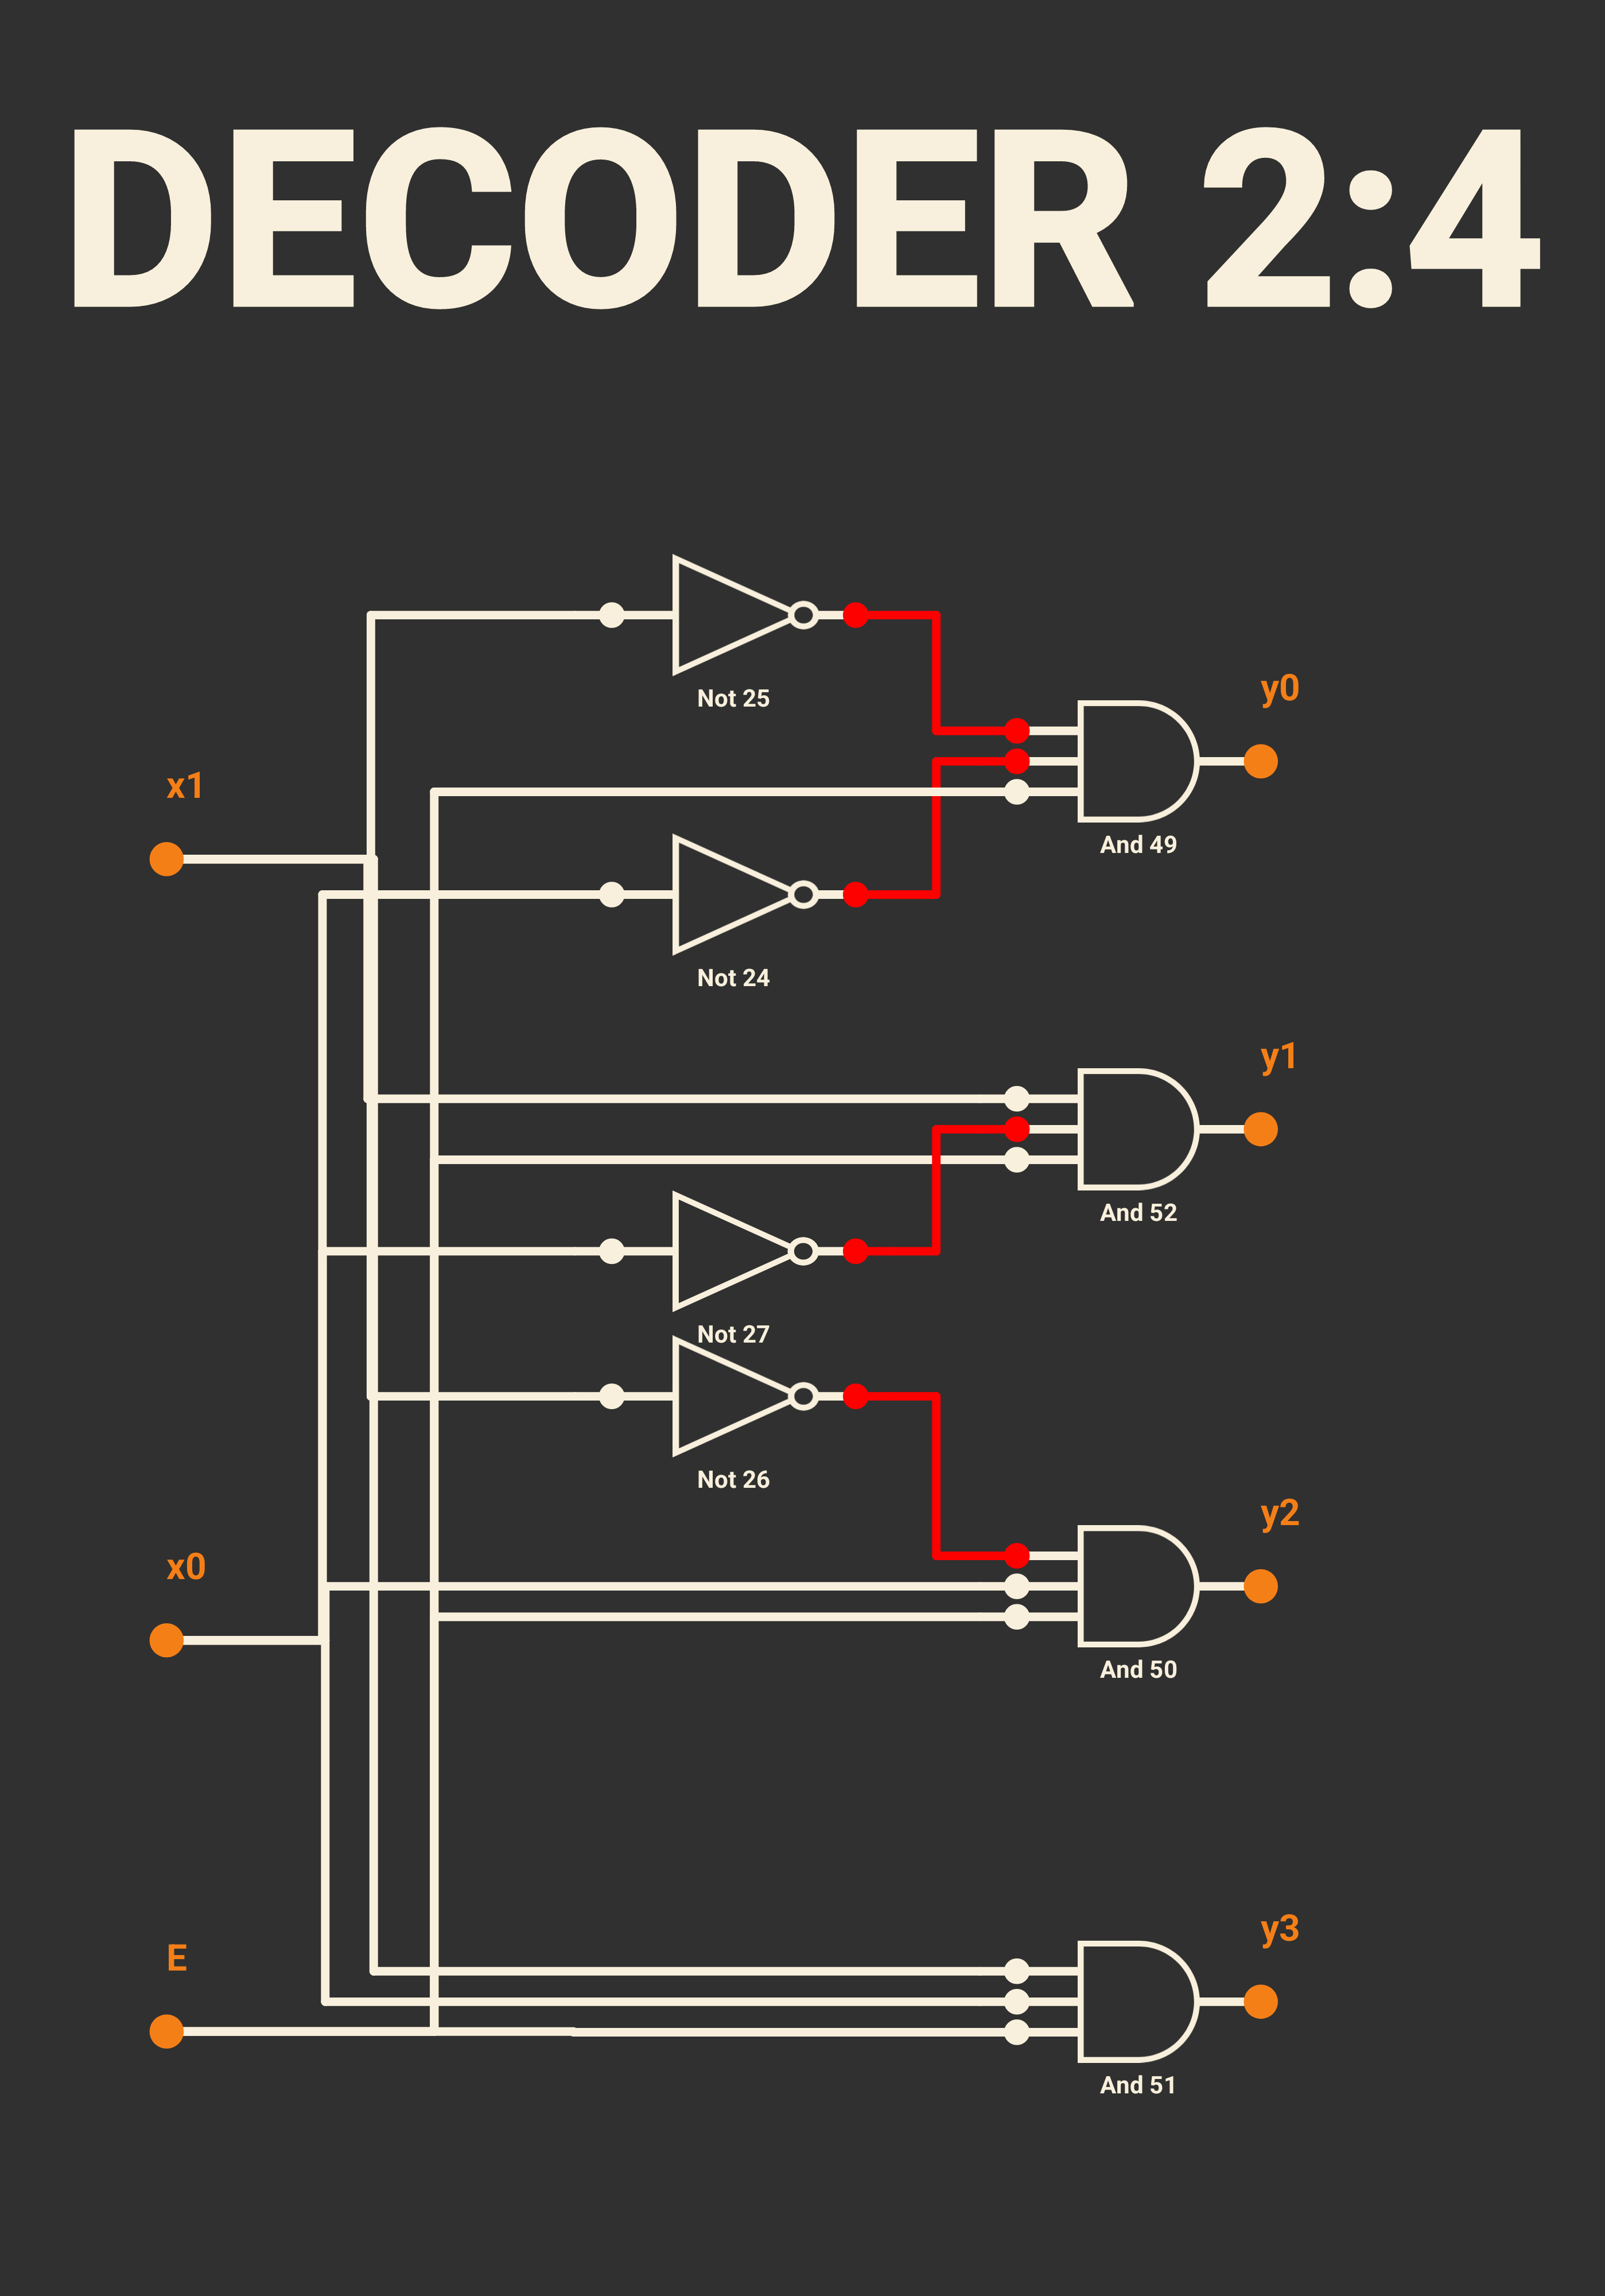 DECODER 2:4
Not 25
y0
x1
And 49
Not 24
y1
And 52
Not 27
Not 26
y2
x0
And 50
y3
E
And 51